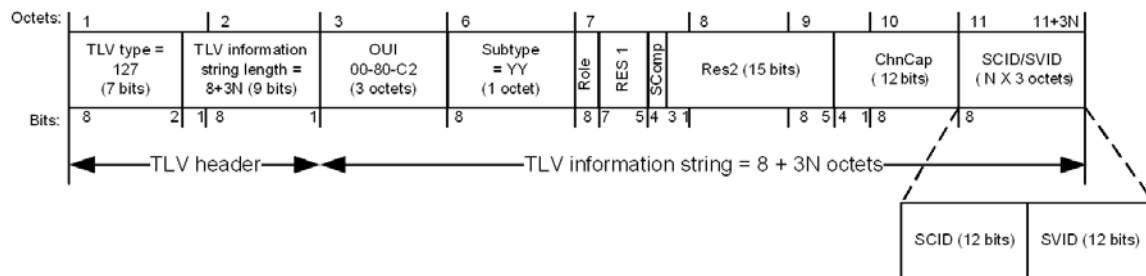 Octets: 1 2 3 6 7 8 9 10 11 11+3N
TLV type =
127
(7 bits)
TLV information
string length =
8+3N (9 bits)
OUI
00-80-C2
(3 octets)
Subtype
= YY
(1 octet)
Role
RES 1
SComp
Res2 (15 bits)
ChnCap
( 12 bits)
SCID/SVID
( N X 3 octets)
Bits: 8 2 1 8 1 8 8 7 5 4 3 1 8 5 4 1 8 8
TLV header
TLV information string = 8 + 3N octets
SCID (12 bits)
SVID (12 bits)